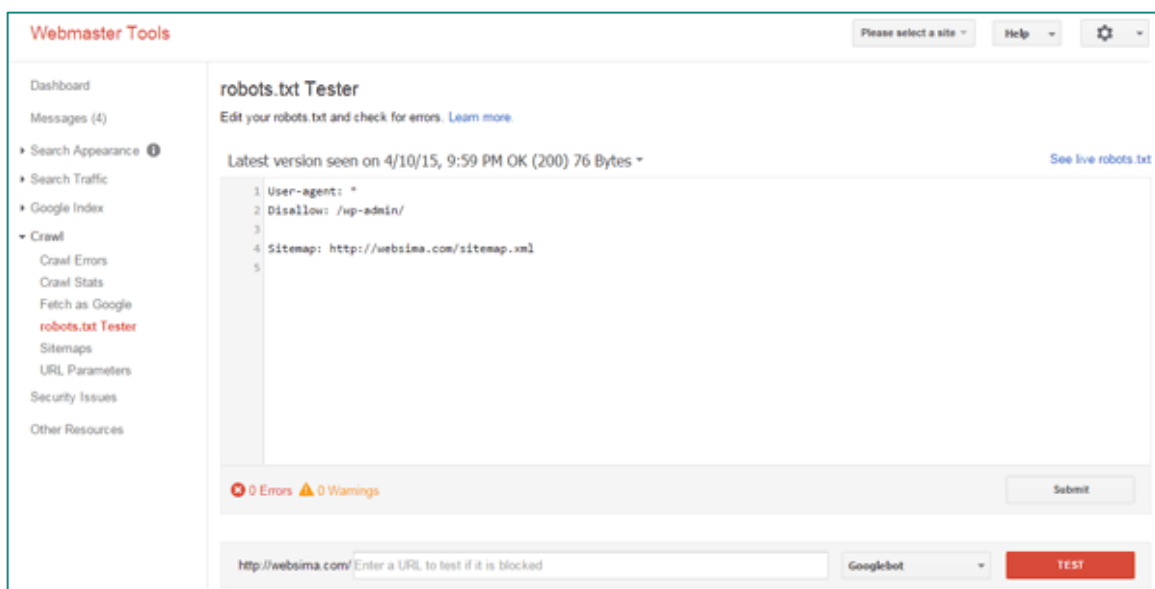 Webmaster Tools
Please select a site
Help
Dashboard
Messages (4)
Search Appearance
Search Traffic
Google Index
Crawl
Crawl Errors
Crawl Stats
Fetch as Google
robots.txt Tester
Sitemaps
URL Parameters
Security Issues
Other Resources
robots.txt Tester
Edit your robots.txt and check for errors. Learn more.
Latest version seen on 4/10/15, 9:59 PM OK (200) 76 Bytes
See live robots.txt
1 User-agent: *
2 Disallow: /wp-admin/
3
4 Sitemap: http://websima.com/sitemap.xml
5
0 Errors 0 Warnings
Submit
http://websima.com/ Enter a URL to test if it is blocked
Googlebot
TEST